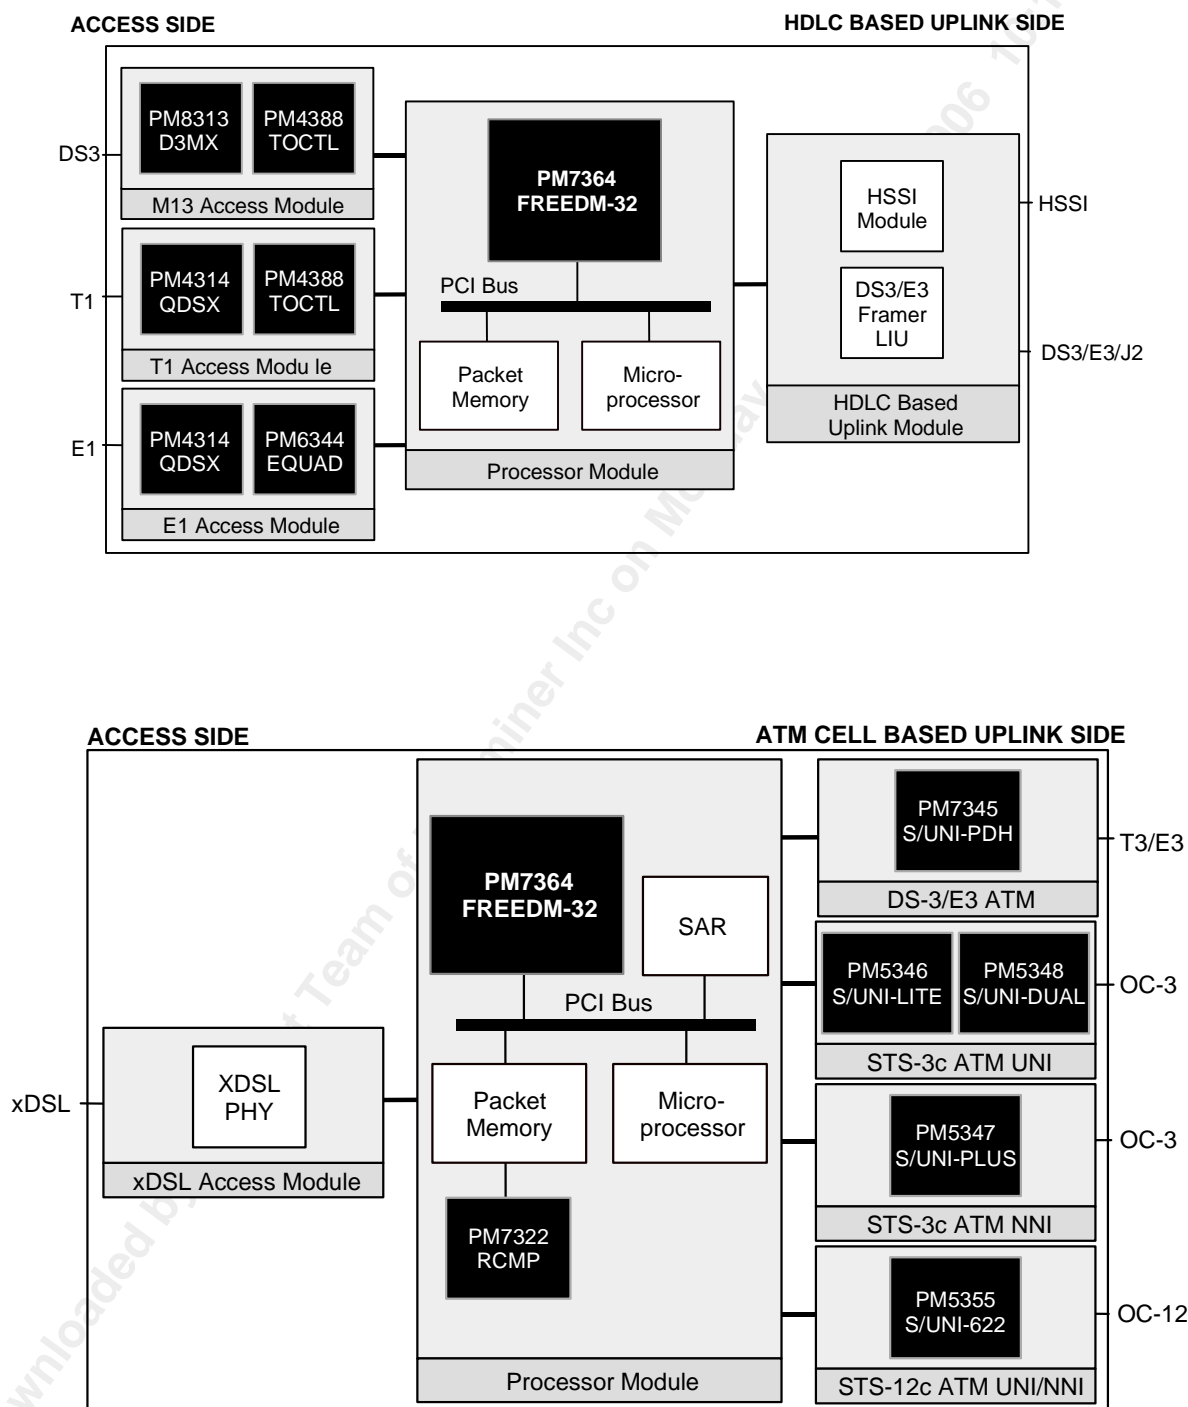 ACCESS SIDE
HDLC BASED UPLINK SIDE
DS3
PM8313
D3MX
PM4388
TOCTL
M13 Access Module
T1
PM4314
QDSX
PM4388
TOCTL
T1 Access Modu le
E1
PM4314
QDSX
PM6344
EQUAD
E1 Access Module
PM7364
FREEDM-32
PCI Bus
Packet
Memory
Micro-
processor
Processor Module
HSSI
Module
DS3/E3
Framer
LIU
HDLC Based
Uplink Module
HSSI
DS3/E3/J2
ACCESS SIDE
ATM CELL BASED UPLINK SIDE
xDSL
XDSL
PHY
xDSL Access Module
PM7364
FREEDM-32
SAR
PCI Bus
Packet
Memory
Micro-
processor
PM7322
RCMP
Processor Module
PM7345
S/UNI-PDH
DS-3/E3 ATM
T3/E3
PM5346
S/UNI-LITE
PM5348
S/UNI-DUAL
STS-3c ATM UNI
OC-3
PM5347
S/UNI-PLUS
STS-3c ATM NNI
OC-3
PM5355
S/UNI-622
STS-12c ATM UNI/NNI
OC-12